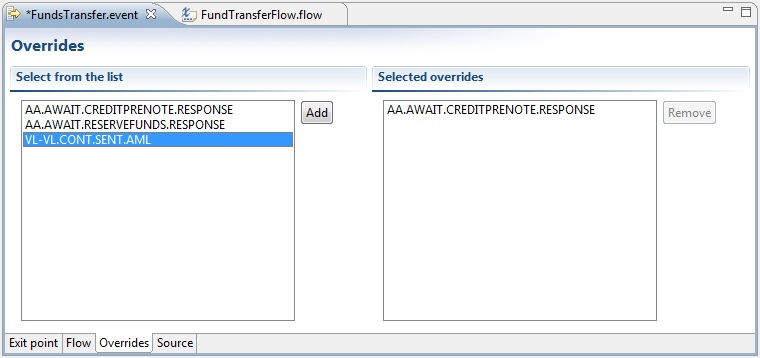 *FundsTransfer.event
FundTransferFlow.flow
Overrides
Select from the list
Selected overrides
AA.AWAIT.CREDITPRENOTE.RESPONSE
AA.AWAIT.RESERVEFUNDS.RESPONSE
VL-VL.CONT.SENT.AML
Add
AA.AWAIT.CREDITPRENOTE.RESPONSE
Remove
Exit point
Flow
Overrides
Source